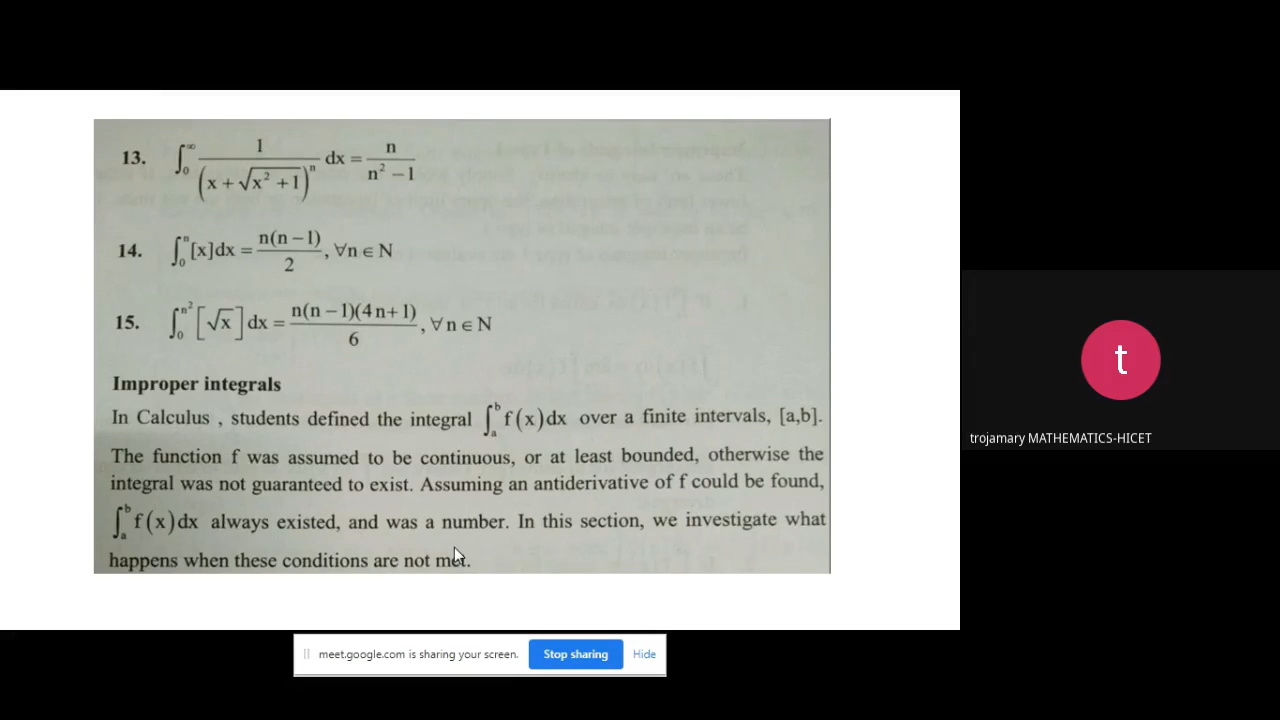 13. ∫₀^∞ 1/(x + √(x² + 1))ⁿ dx = n/(n² − 1)
14. ∫₀ⁿ [x]dx = n(n − 1)/2, ∀n ∈ N
15. ∫₀^(n²) [√x]dx = n(n − 1)(4n + 1)/6, ∀n ∈ N
Improper integrals
In Calculus , students defined the integral ∫ₐᵇ f(x)dx over a finite intervals, [a,b].
The function f was assumed to be continuous, or at least bounded, otherwise the
integral was not guaranteed to exist. Assuming an antiderivative of f could be found,
∫ₐᵇ f(x)dx always existed, and was a number. In this section, we investigate what
happens when these conditions are not met.
t
trojamary MATHEMATICS-HICET
meet.google.com is sharing your screen. Stop sharing Hide